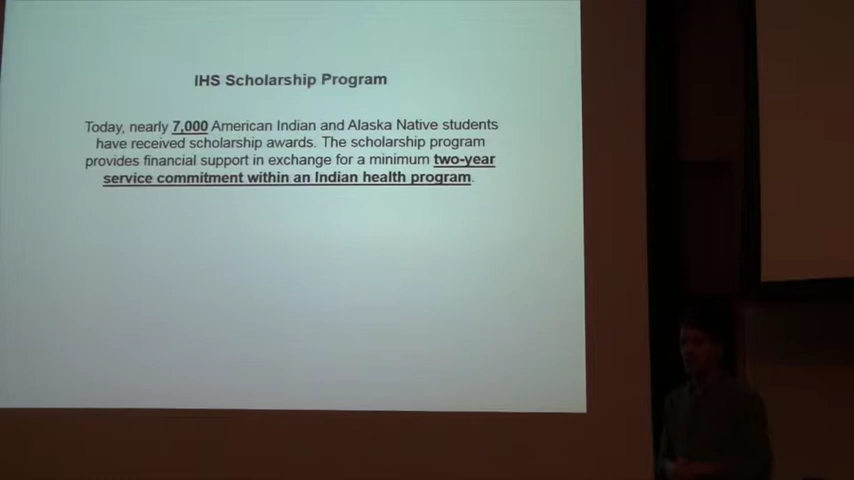 IHS Scholarship Program
Today, nearly 7,000 American Indian and Alaska Native students
have received scholarship awards. The scholarship program
provides financial support in exchange for a minimum two-year
service commitment within an Indian health program.